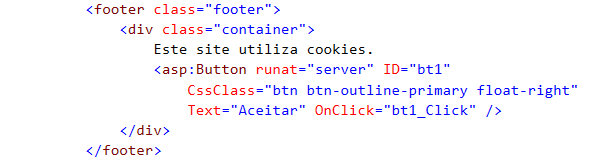 <footer class="footer">
<div class="container">
Este site utiliza cookies.
<asp:Button runat="server" ID="bt1"
CssClass="btn btn-outline-primary float-right"
Text="Aceitar" OnClick="bt1_Click" />
</div>
</footer>